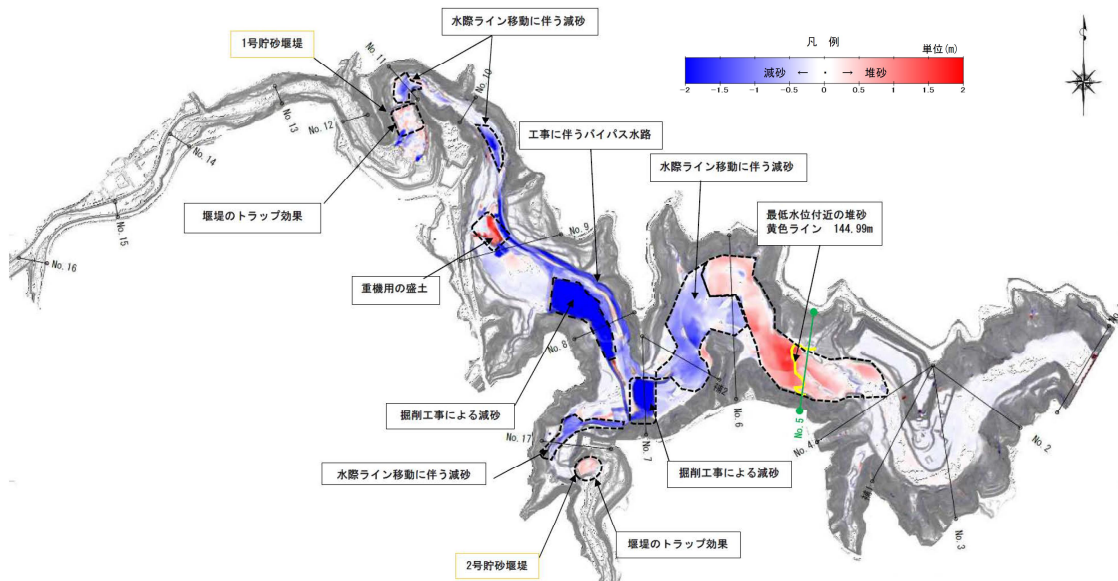 水際ライン移動に伴う減砂
1号貯砂堰堤
凡 例
単位(m)
減砂 ← ・ → 堆砂
-2
-1.5
-1
-0.5
0
0.5
1
1.5
2
No.11
No.10
No.12
No.13
No.14
No.15
No.16
工事に伴うバイパス水路
水際ライン移動に伴う減砂
堰堤のトラップ効果
最低水位付近の堆砂
黄色ライン 144.99m
No.9
重機用の盛土
No.8
掘削工事による減砂
補2
No.6
No.5
No.4
No.2
No.17
No.7
水際ライン移動に伴う減砂
掘削工事による減砂
補1
No.3
堰堤のトラップ効果
2号貯砂堰堤